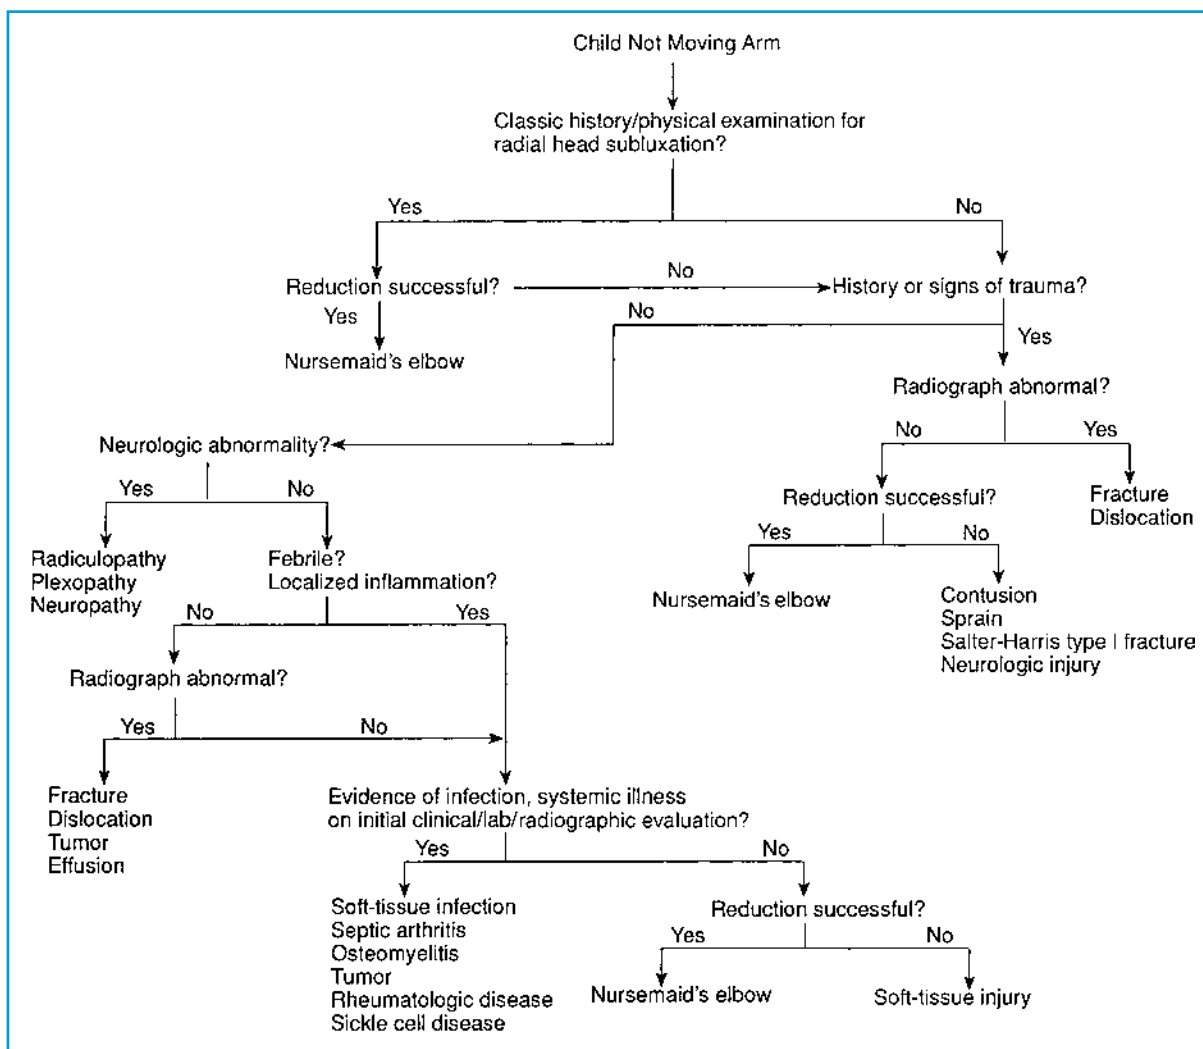 Child Not Moving Arm
Classic history/physical examination for
radial head subluxation?
Yes
No
Reduction successful?
No
History or signs of trauma?
Yes
No
Yes
Nursemaid's elbow
Radiograph abnormal?
Neurologic abnormality?
No
Yes
Yes
No
Reduction successful?
Fracture
Dislocation
Yes
No
Radiculopathy
Plexopathy
Neuropathy
Febrile?
Localized inflammation?
Nursemaid's elbow
Contusion
Sprain
Salter-Harris type I fracture
Neurologic injury
No
Yes
Radiograph abnormal?
Yes
No
Fracture
Dislocation
Tumor
Effusion
Evidence of infection, systemic illness
on initial clinical/lab/radiographic evaluation?
Yes
No
Soft-tissue infection
Septic arthritis
Osteomyelitis
Tumor
Rheumatologic disease
Sickle cell disease
Reduction successful?
Yes
No
Nursemaid's elbow
Soft-tissue injury